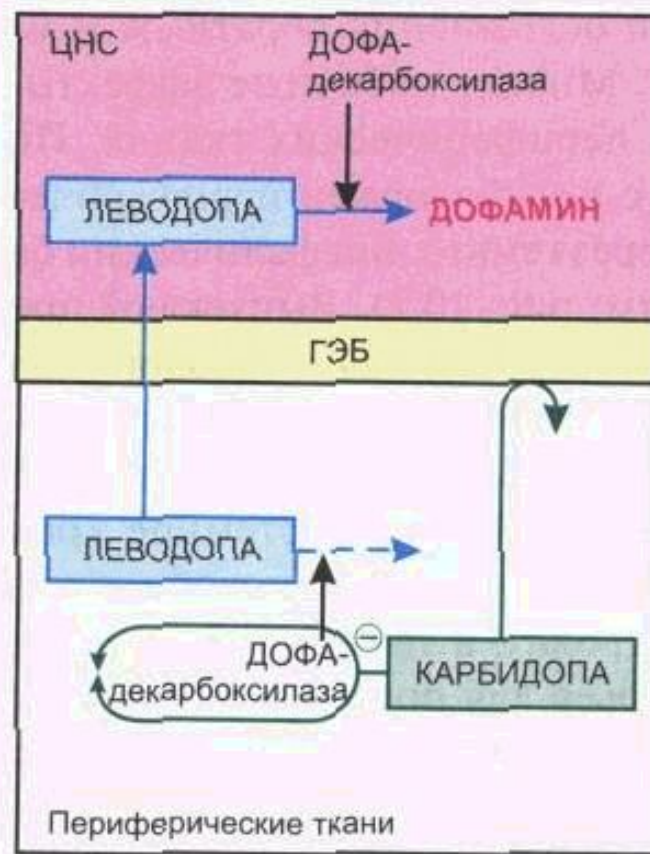 ЦНС
ДОФА-
декарбоксилаза
ЛЕВОДОПА
ДОФАМИН
ГЭБ
ЛЕВОДОПА
ДОФА-
декарбоксилаза
−
КАРБИДОПА
Периферические ткани